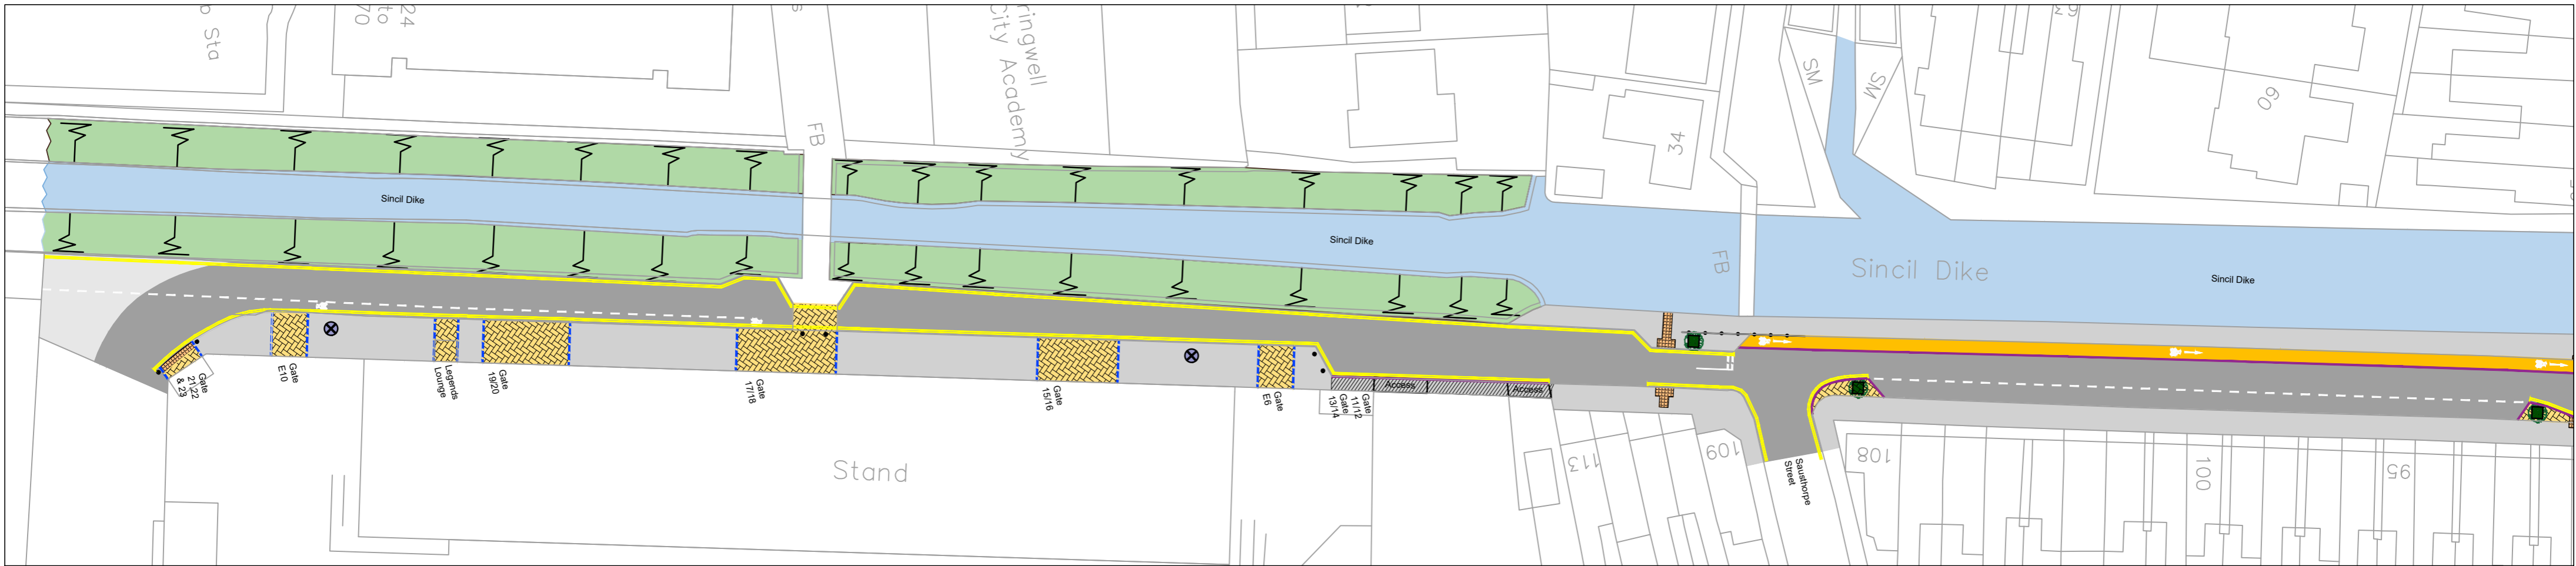 24
to
70
o Sta
s
ringwell
City Academy
FB
34
SM
SM
63
60
Sincil Dike
Sincil Dike
FB
Sincil Dike
Sincil Dike
Gate
21/22
& 23
Gate
E10
Legends
Lounge
Gate
19/20
Gate
17/18
Gate
15/16
Gate
E6
Gate
11/12
Gate
13/14
Access
Access
Stand
113
109
Sausthorpe
Street
108
100
95